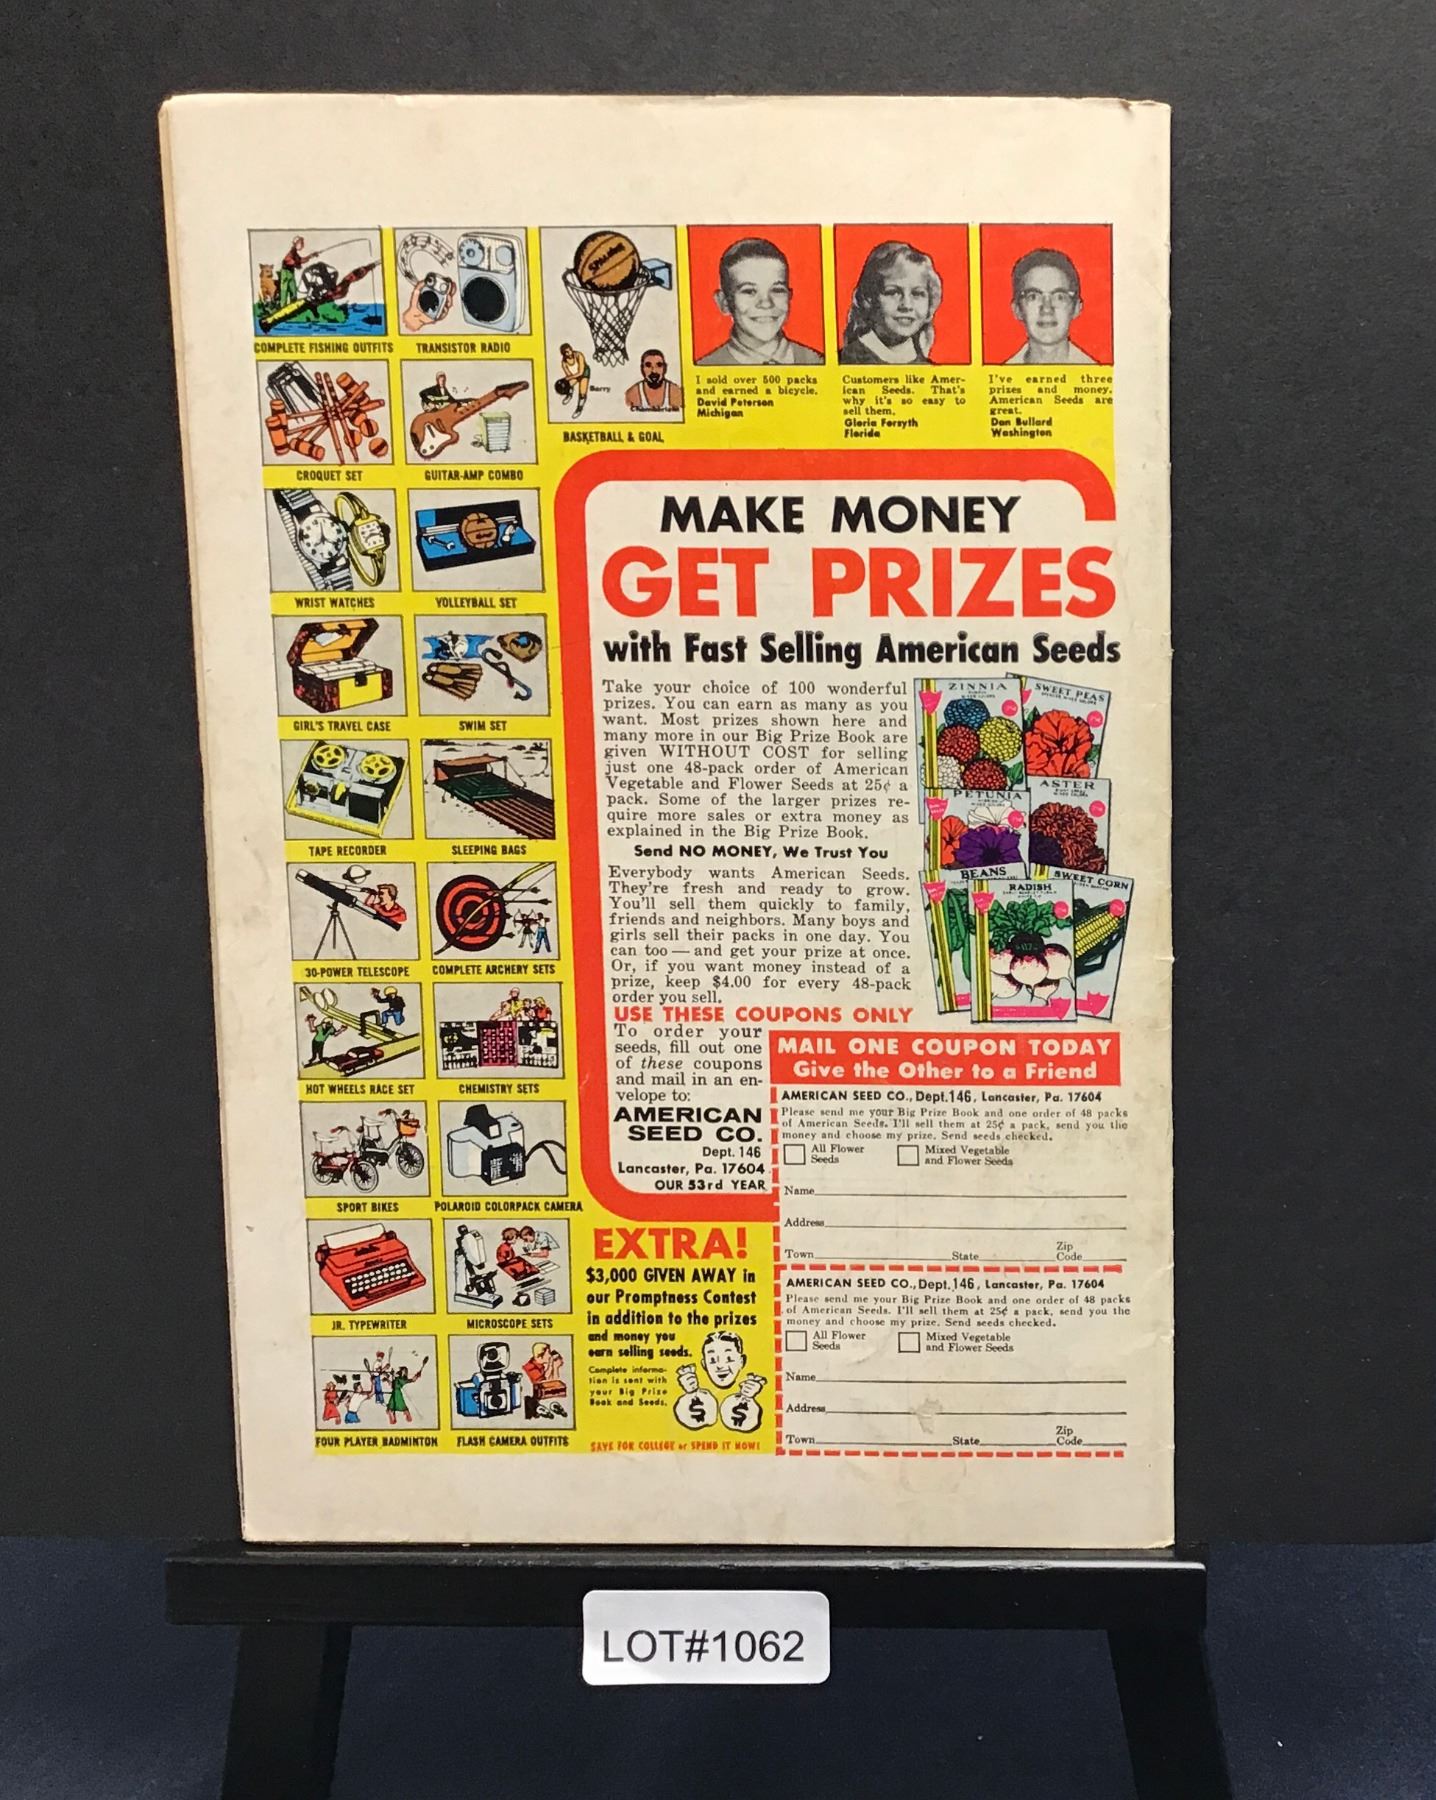 COMPLETE FISHING OUTFITS
TRANSISTOR RADIO
SPALDING
Barry
Chamberlain
BASKETBALL & GOAL
I sold over 500 packs
and earned a bicycle.
David Peterson
Michigan
Customers like Amer-
ican Seeds. That's
why it's so easy to
sell them.
Gloria Forsyth
Florida
I've earned three
prizes and money.
American Seeds are
great.
Dan Bullard
Washington
CROQUET SET
GUITAR-AMP COMBO
WRIST WATCHES
VOLLEYBALL SET
GIRL'S TRAVEL CASE
SWIM SET
TAPE RECORDER
SLEEPING BAGS
30-POWER TELESCOPE
COMPLETE ARCHERY SETS
HOT WHEELS RACE SET
CHEMISTRY SETS
SPORT BIKES
POLAROID COLORPACK CAMERA
JR. TYPEWRITER
MICROSCOPE SETS
FOUR PLAYER BADMINTON
FLASH CAMERA OUTFITS
MAKE MONEY
GET PRIZES
with Fast Selling American Seeds
Take your choice of 100 wonderful
prizes. You can earn as many as you
want. Most prizes shown here and
many more in our Big Prize Book are
given WITHOUT COST for selling
just one 48-pack order of American
Vegetable and Flower Seeds at 25¢ a
pack. Some of the larger prizes re-
quire more sales or extra money as
explained in the Big Prize Book.
Send NO MONEY, We Trust You
Everybody wants American Seeds.
They're fresh and ready to grow.
You'll sell them quickly to family,
friends and neighbors. Many boys and
girls sell their packs in one day. You
can too — and get your prize at once.
Or, if you want money instead of a
prize, keep $4.00 for every 48-pack
order you sell.
ZINNIA
SWEET PEAS
PETUNIA
ASTER
BEANS
RADISH
SWEET CORN
USE THESE COUPONS ONLY
To order your
seeds, fill out one
of these coupons
and mail in an en-
velope to:
AMERICAN
SEED CO.
Dept. 146
Lancaster, Pa. 17604
OUR 53rd YEAR
MAIL ONE COUPON TODAY
Give the Other to a Friend
AMERICAN SEED CO., Dept. 146, Lancaster, Pa. 17604
Please send me your Big Prize Book and one order of 48 packs
of American Seeds. I'll sell them at 25¢ a pack, send you the
money and choose my prize. Send seeds checked.
All Flower Seeds
Mixed Vegetable and Flower Seeds
Name
Address
Town State Zip Code
AMERICAN SEED CO., Dept. 146, Lancaster, Pa. 17604
Please send me your Big Prize Book and one order of 48 packs
of American Seeds. I'll sell them at 25¢ a pack, send you the
money and choose my prize. Send seeds checked.
All Flower Seeds
Mixed Vegetable and Flower Seeds
Name
Address
Town State Zip Code
EXTRA!
$3,000 GIVEN AWAY in
our Promptness Contest
in addition to the prizes
and money you
earn selling seeds.
Complete informa-
tion is sent with
your Big Prize
Book and Seeds.
$ $
SAVE FOR COLLEGE or SPEND IT NOW!
LOT#1062